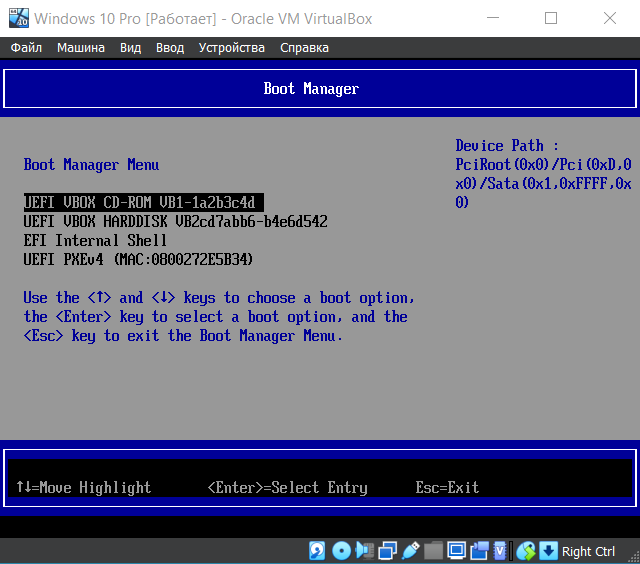 Windows 10 Pro [Работает] - Oracle VM VirtualBox
Файл Машина Вид Ввод Устройства Справка
Boot Manager
Device Path :
PciRoot(0x0)/Pci(0xD,0
x0)/Sata(0x1,0xFFFF,0x
0)
Boot Manager Menu
UEFI VBOX CD-ROM VB1-1a2b3c4d
UEFI VBOX HARDDISK VB2cd7abb6-b4e6d542
EFI Internal Shell
UEFI PXEv4 (MAC:0800272E5B34)
Use the <↑> and <↓> keys to choose a boot option,
the <Enter> key to select a boot option, and the
<Esc> key to exit the Boot Manager Menu.
↑↓=Move Highlight <Enter>=Select Entry Esc=Exit
Right Ctrl